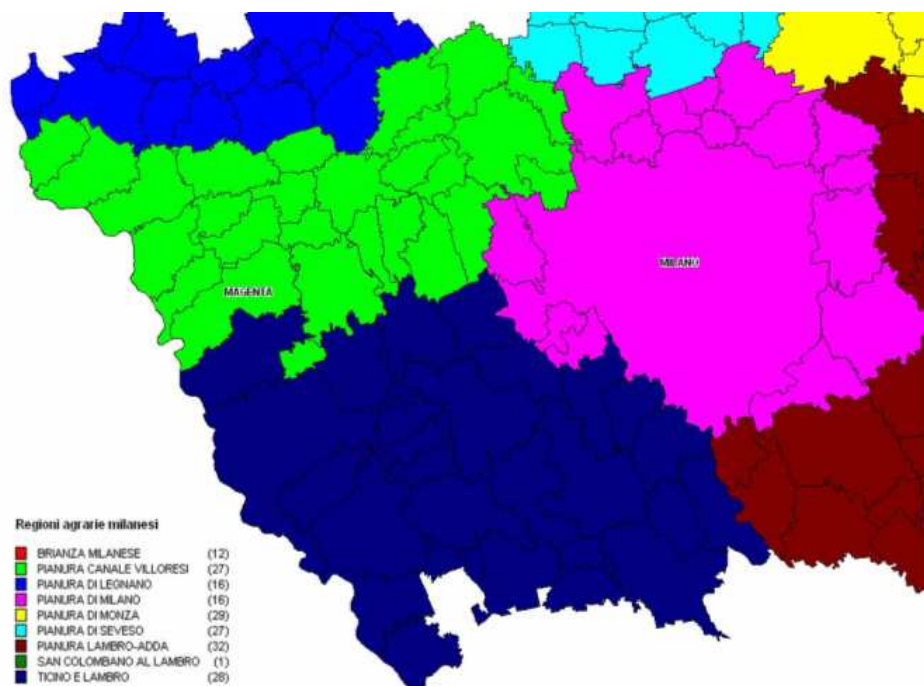 MILANO
MAGENTA
Regioni agrarie milanesi
BRIANZA MILANESE (12)
PIANURA CANALE VILLORESI (27)
PIANURA DI LEGNANO (16)
PIANURA DI MILANO (16)
PIANURA DI MONZA (29)
PIANURA DI SEVESO (27)
PIANURA LAMBRO-ADDA (32)
SAN COLOMBANO AL LAMBRO (1)
TICINO E LAMBRO (28)